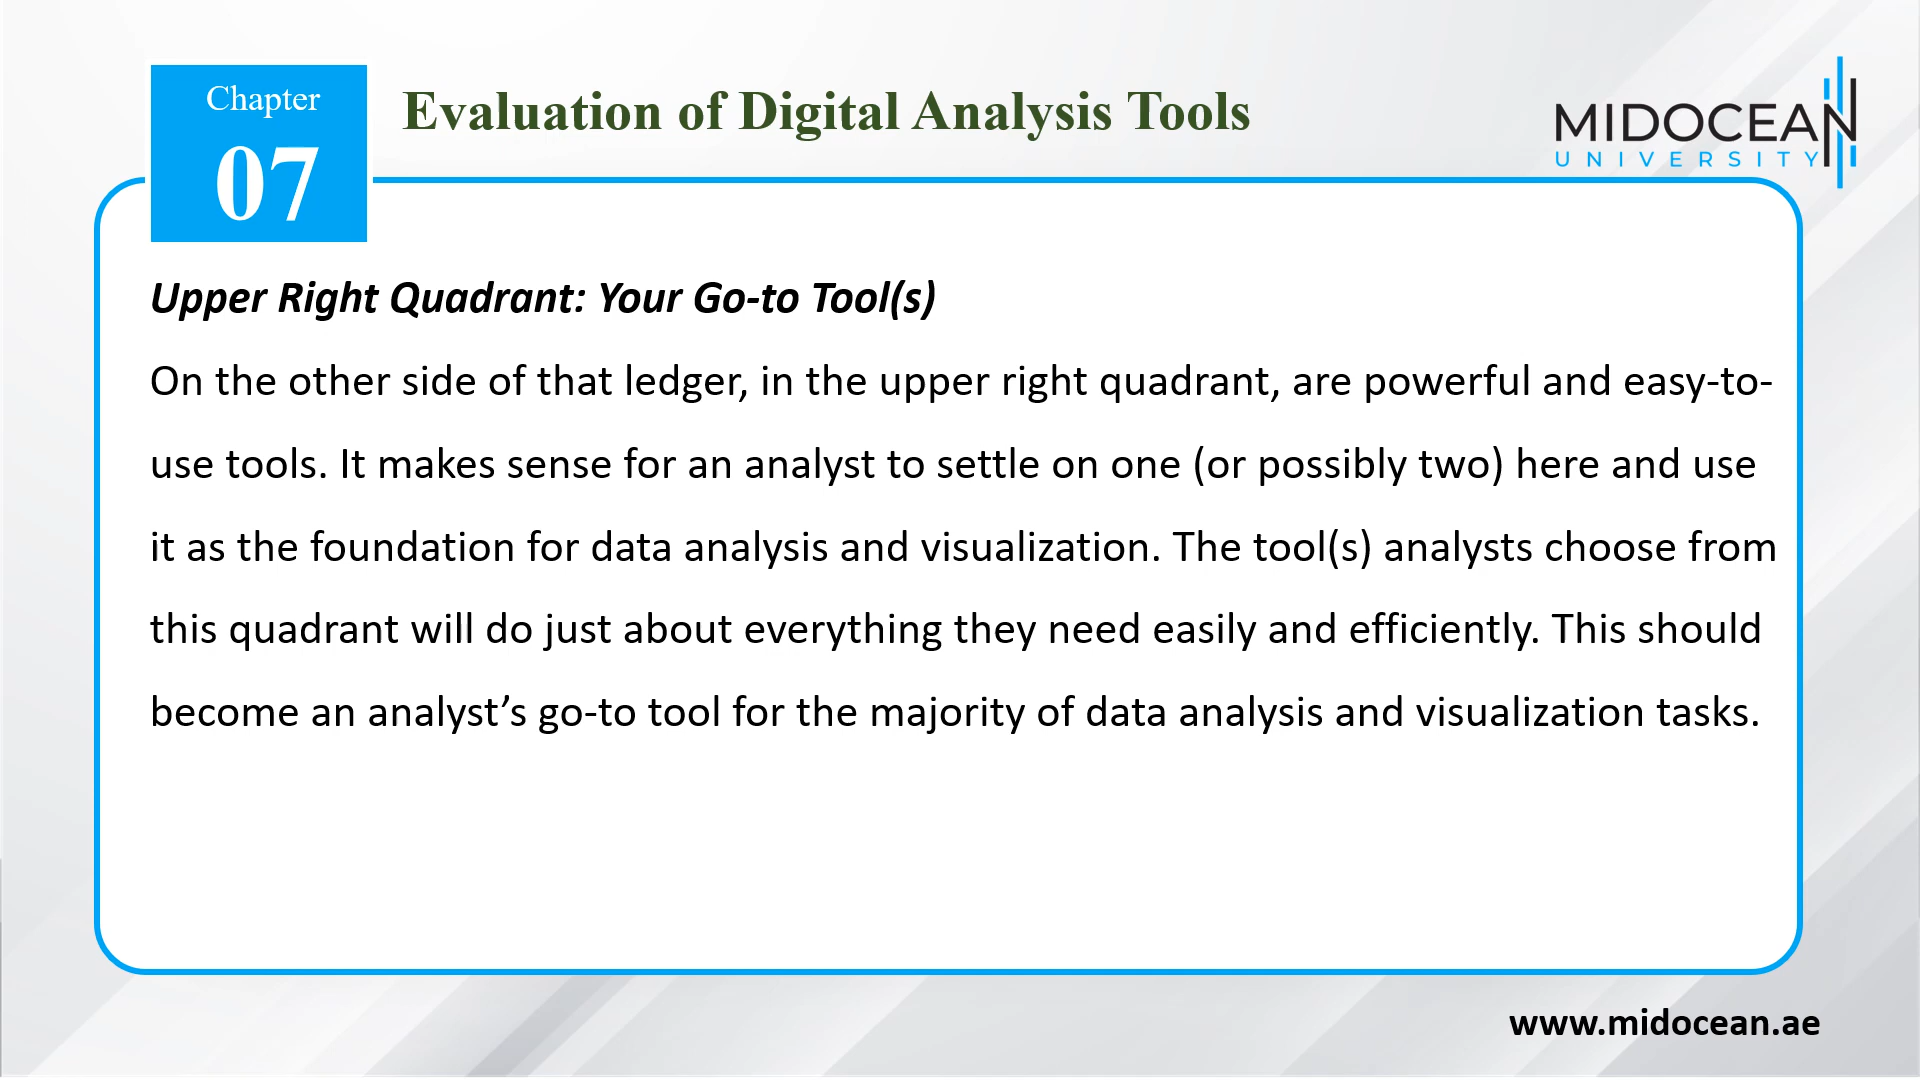 Chapter
07
Evaluation of Digital Analysis Tools
MIDOCEAN
UNIVERSITY
Upper Right Quadrant: Your Go-to Tool(s)
On the other side of that ledger, in the upper right quadrant, are powerful and easy-to-
use tools. It makes sense for an analyst to settle on one (or possibly two) here and use
it as the foundation for data analysis and visualization. The tool(s) analysts choose from
this quadrant will do just about everything they need easily and efficiently. This should
become an analyst’s go-to tool for the majority of data analysis and visualization tasks.
www.midocean.ae